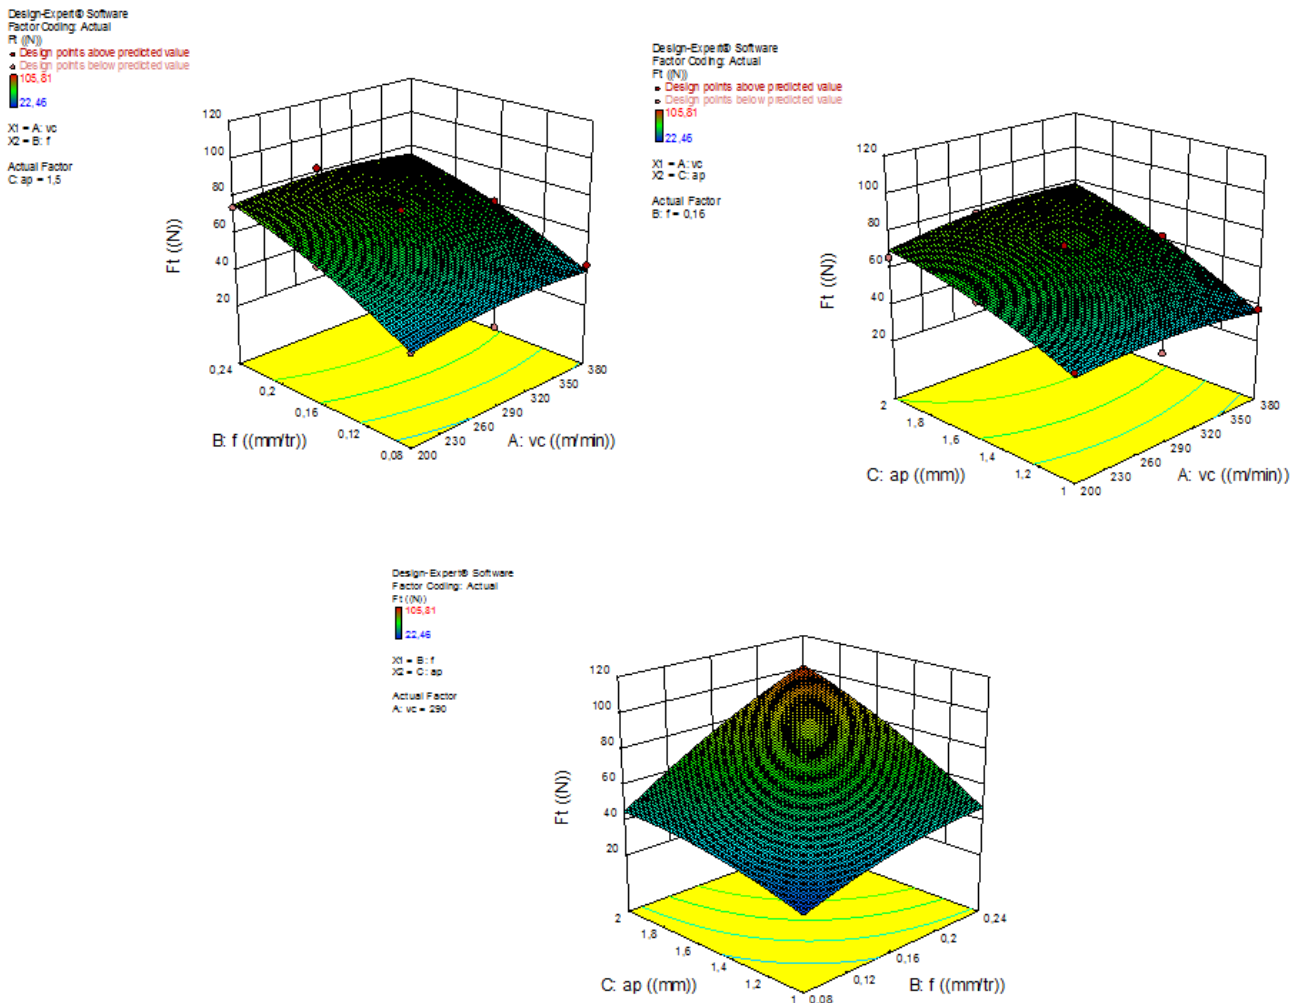 Design-Expert® Software
Factor Coding: Actual
Ft ((N))
Design points above predicted value
Design points below predicted value
105,81
22,46
X1 = A: vc
X2 = B: f
Actual Factor
C: ap = 1,5
120
100
80
60
40
20
Ft ((N))
0,24
0,2
0,16
0,12
0,08
B: f ((mm/tr))
200
230
260
290
320
350
380
A: vc ((m/min))
Design-Expert® Software
Factor Coding: Actual
Ft ((N))
Design points above predicted value
Design points below predicted value
105,81
22,46
X1 = A: vc
X2 = C: ap
Actual Factor
B: f = 0,16
120
100
80
60
40
20
Ft ((N))
2
1,8
1,6
1,4
1,2
1
C: ap ((mm))
200
230
260
290
320
350
380
A: vc ((m/min))
Design-Expert® Software
Factor Coding: Actual
Ft ((N))
105,81
22,46
X1 = B: f
X2 = C: ap
Actual Factor
A: vc = 290
120
100
80
60
40
20
Ft ((N))
2
1,8
1,6
1,4
1,2
1
C: ap ((mm))
0,08
0,12
0,16
0,2
0,24
B: f ((mm/tr))